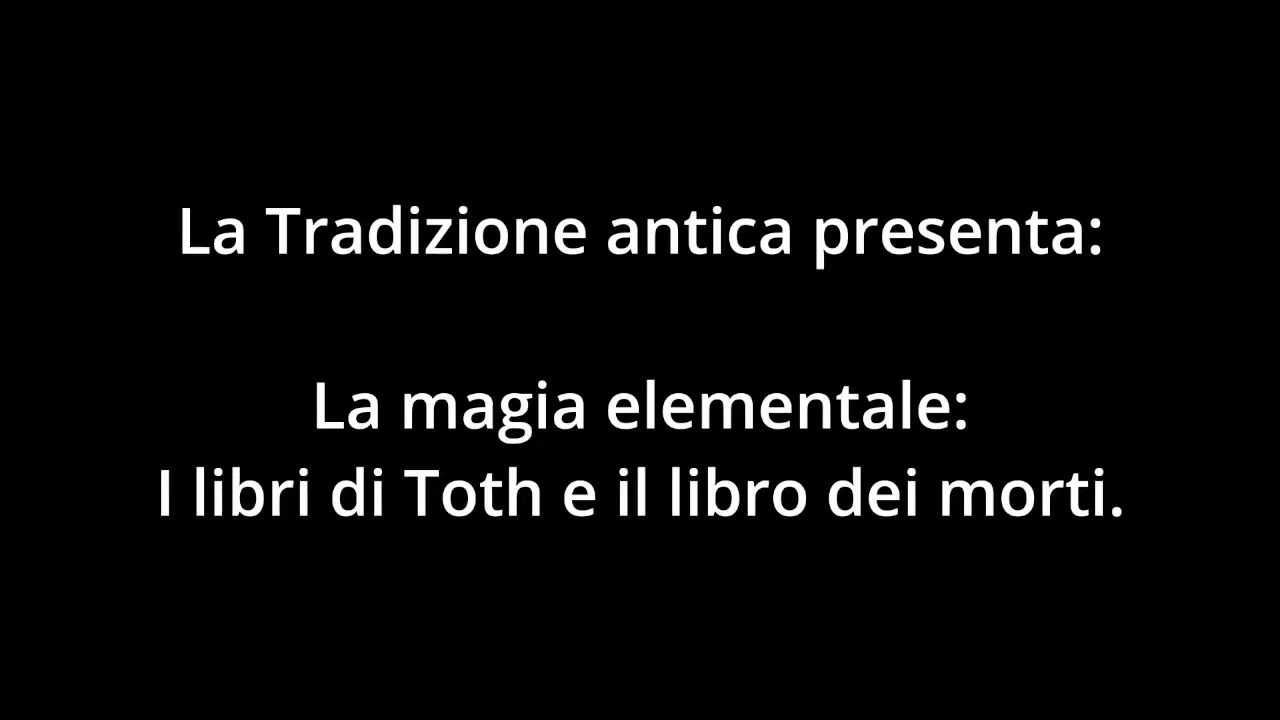 La Tradizione antica presenta:
La magia elementale:
I libri di Toth e il libro dei morti.